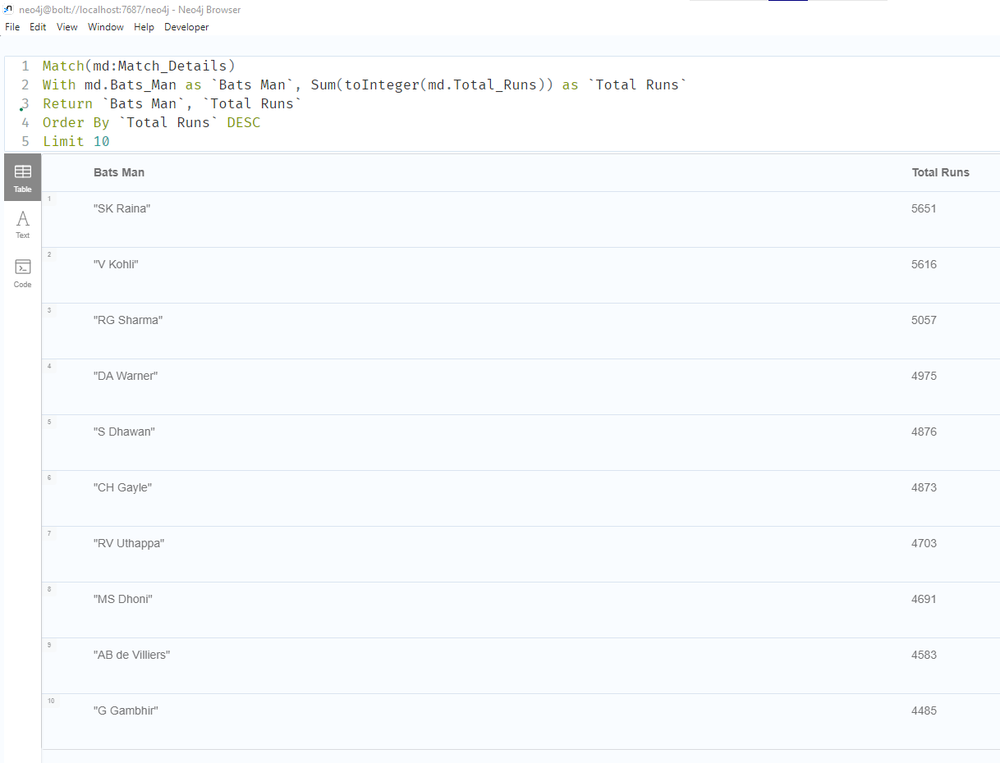 neo4j@bolt://localhost:7687/neo4j - Neo4j Browser
File Edit View Window Help Developer
1 Match(md:Match_Details)
2 With md.Bats_Man as `Bats Man`, Sum(toInteger(md.Total_Runs)) as `Total Runs`
3 Return `Bats Man`, `Total Runs`
4 Order By `Total Runs` DESC
5 Limit 10
Table
Text
Code
Bats Man Total Runs
1 "SK Raina" 5651
2 "V Kohli" 5616
3 "RG Sharma" 5057
4 "DA Warner" 4975
5 "S Dhawan" 4876
6 "CH Gayle" 4873
7 "RV Uthappa" 4703
8 "MS Dhoni" 4691
9 "AB de Villiers" 4583
10 "G Gambhir" 4485